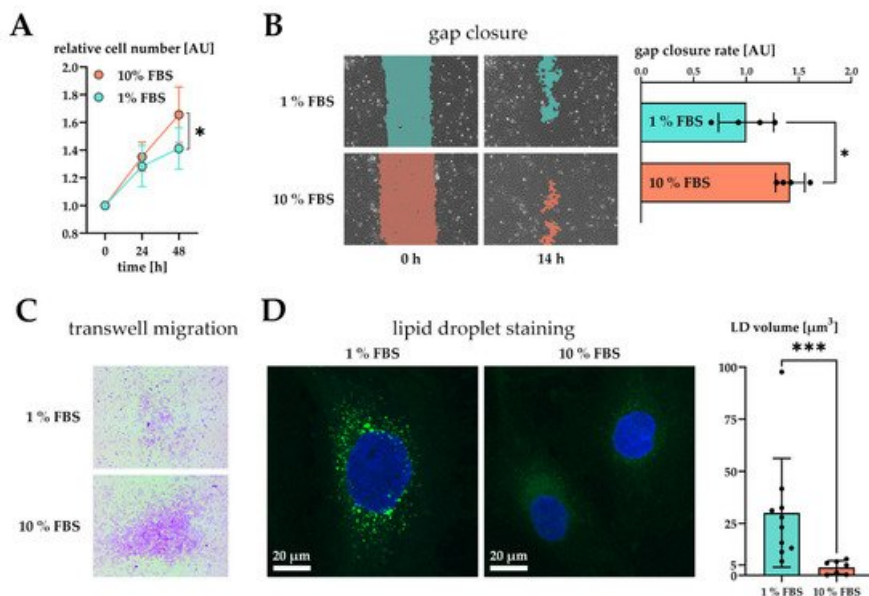 A
relative cell number [AU]
2.0
1.8
1.6
1.4
1.2
1.0
0.8
10% FBS
1% FBS
*
0
24
48
time [h]
B
gap closure
1 % FBS
10 % FBS
0 h
14 h
gap closure rate [AU]
0.0
0.5
1.0
1.5
2.0
1 % FBS
10 % FBS
*
C
transwell migration
1 % FBS
10 % FBS
D
lipid droplet staining
1 % FBS
10 % FBS
20 µm
20 µm
LD volume [µm³]
***
100
75
50
25
5
0
1 % FBS
10 % FBS